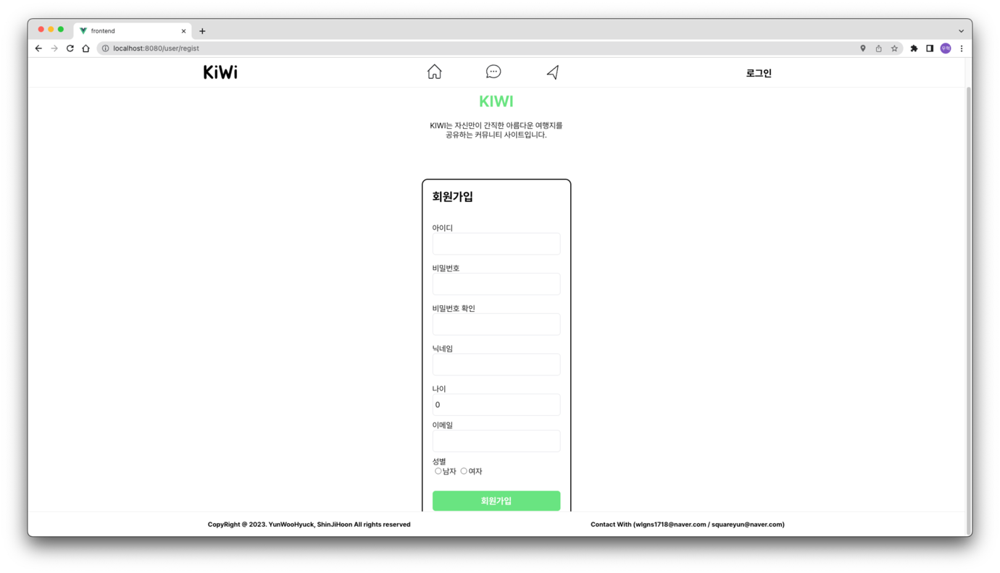 frontend
localhost:8080/user/regist
우혁
KiWi
로그인
KIWI
KIWI는 자신만이 간직한 아름다운 여행지를
공유하는 커뮤니티 사이트입니다.
회원가입
아이디
비밀번호
비밀번호 확인
닉네임
나이
0
이메일
성별
남자 여자
회원가입
CopyRight @ 2023. YunWooHyuck, ShinJiHoon All rights reserved
Contact With (wlgns1718@naver.com / squareyun@naver.com)